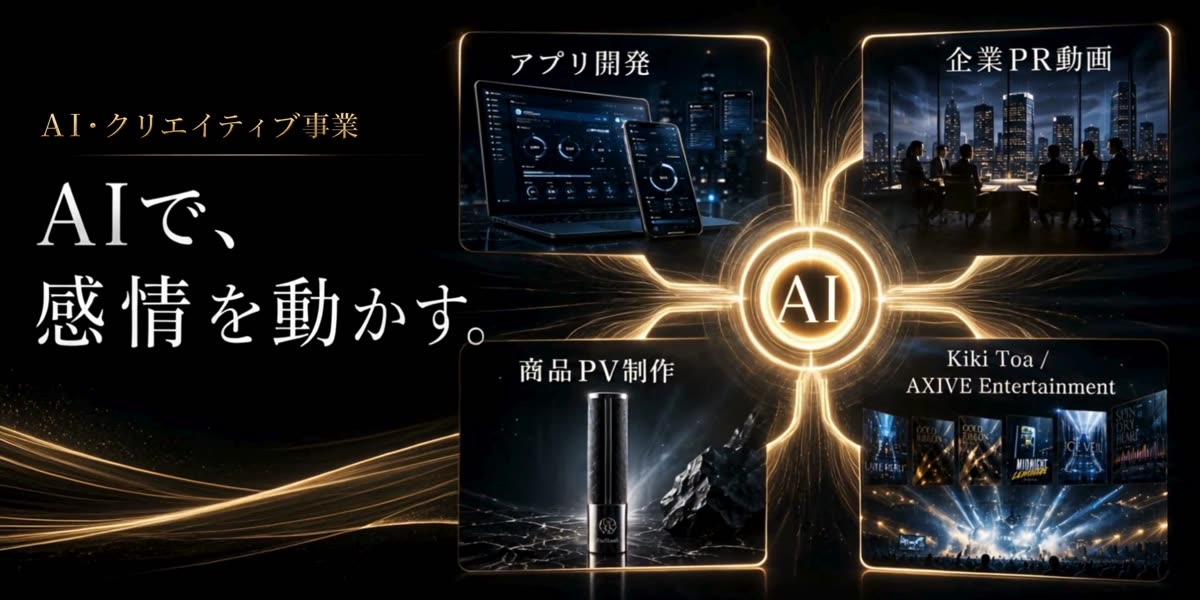 AI・クリエイティブ事業
AIで、
感情を動かす。
アプリ開発
企業PR動画
AI
商品PV制作
Kiki Toa /
AXIVE Entertainment
MIDNIGHT